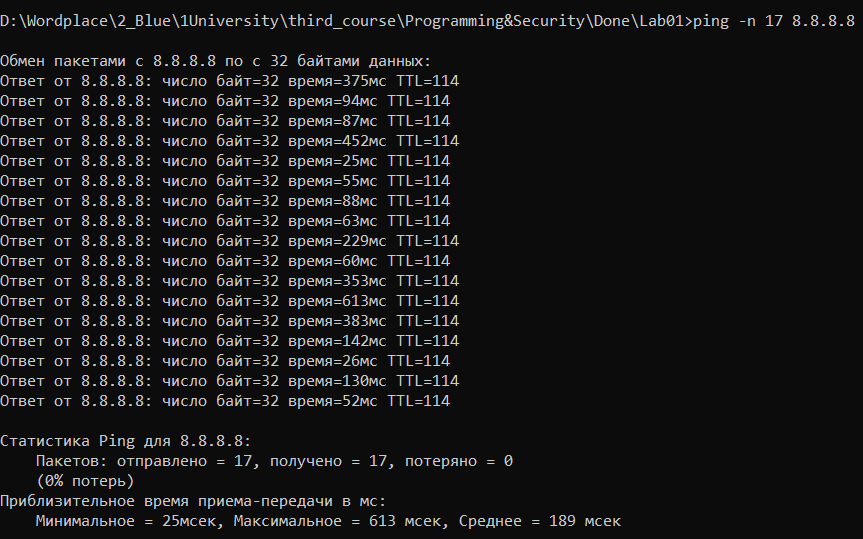 D:\Wordplace\2_Blue\1University\third_course\Programming&Security\Done\Lab01>ping -n 17 8.8.8.8
Обмен пакетами с 8.8.8.8 по с 32 байтами данных:
Ответ от 8.8.8.8: число байт=32 время=375мс TTL=114
Ответ от 8.8.8.8: число байт=32 время=94мс TTL=114
Ответ от 8.8.8.8: число байт=32 время=87мс TTL=114
Ответ от 8.8.8.8: число байт=32 время=452мс TTL=114
Ответ от 8.8.8.8: число байт=32 время=25мс TTL=114
Ответ от 8.8.8.8: число байт=32 время=55мс TTL=114
Ответ от 8.8.8.8: число байт=32 время=88мс TTL=114
Ответ от 8.8.8.8: число байт=32 время=63мс TTL=114
Ответ от 8.8.8.8: число байт=32 время=229мс TTL=114
Ответ от 8.8.8.8: число байт=32 время=60мс TTL=114
Ответ от 8.8.8.8: число байт=32 время=353мс TTL=114
Ответ от 8.8.8.8: число байт=32 время=613мс TTL=114
Ответ от 8.8.8.8: число байт=32 время=383мс TTL=114
Ответ от 8.8.8.8: число байт=32 время=142мс TTL=114
Ответ от 8.8.8.8: число байт=32 время=26мс TTL=114
Ответ от 8.8.8.8: число байт=32 время=130мс TTL=114
Ответ от 8.8.8.8: число байт=32 время=52мс TTL=114
Статистика Ping для 8.8.8.8:
Пакетов: отправлено = 17, получено = 17, потеряно = 0
(0% потерь)
Приблизительное время приема-передачи в мс:
Минимальное = 25мсек, Максимальное = 613 мсек, Среднее = 189 мсек